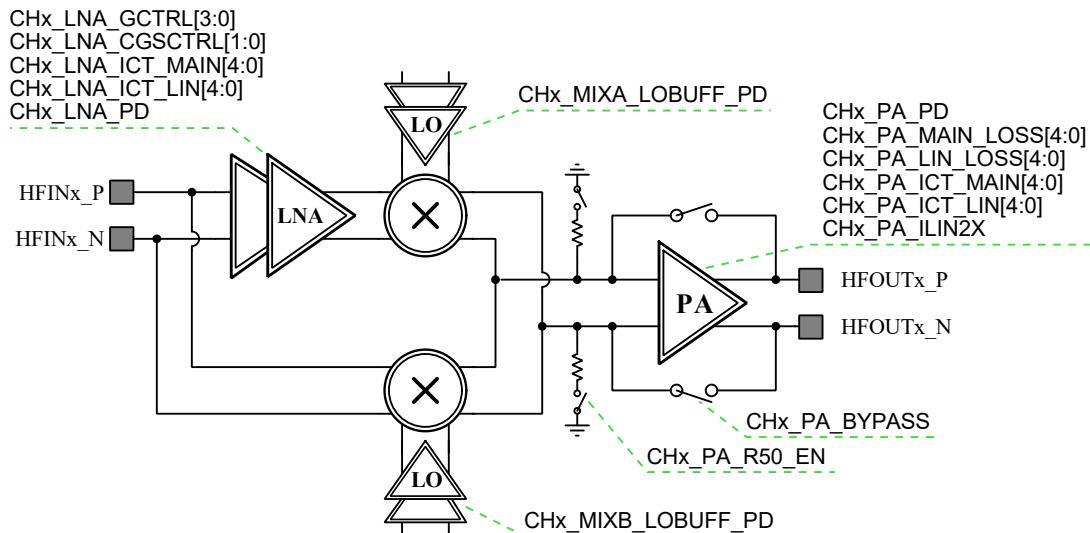 CHx_LNA_GCTRL[3:0]
CHx_LNA_CGSCTRL[1:0]
CHx_LNA_ICT_MAIN[4:0]
CHx_LNA_ICT_LIN[4:0]
CHx_LNA_PD
CHx_MIXA_LOBUFF_PD
CHx_PA_PD
CHx_PA_MAIN_LOSS[4:0]
CHx_PA_LIN_LOSS[4:0]
CHx_PA_ICT_MAIN[4:0]
CHx_PA_ICT_LIN[4:0]
CHx_PA_ILIN2X
LO
HFINx_P
HFINx_N
LNA
PA
HFOUTx_P
HFOUTx_N
CHx_PA_BYPASS
CHx_PA_R50_EN
LO
CHx_MIXB_LOBUFF_PD